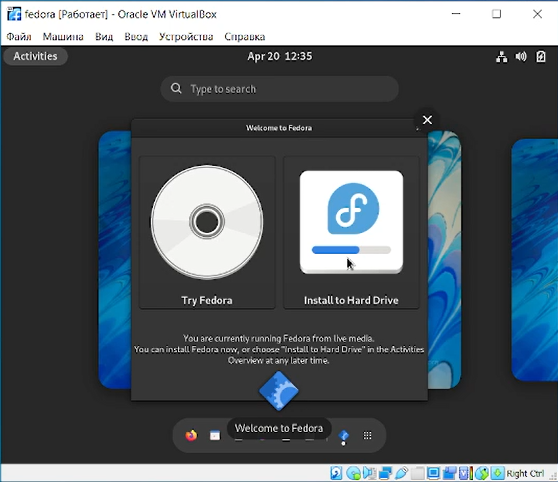 fedora [Работает] - Oracle VM VirtualBox
Файл Машина Вид Ввод Устройства Справка
Activities
Apr 20 12:35
Type to search
Welcome to Fedora
Try Fedora
Install to Hard Drive
You are currently running Fedora from live media.
You can install Fedora now, or choose "Install to Hard Drive" in the Activities
Overview at any later time.
Welcome to Fedora
Right Ctrl